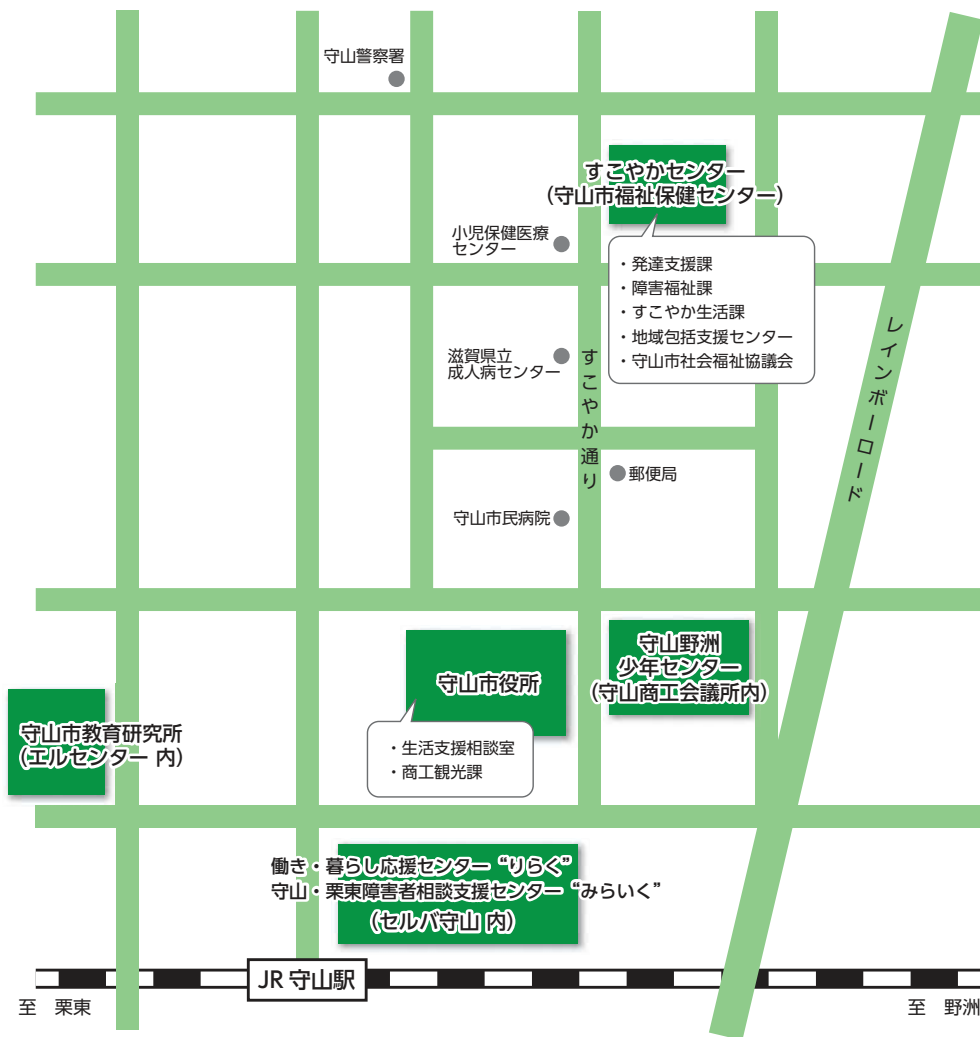 守山警察署
すこやかセンター
（守山市福祉保健センター）
小児保健医療
センター
・発達支援課
・障害福祉課
・すこやか生活課
・地域包括支援センター
・守山市社会福祉協議会
レインボーロード
滋賀県立
成人病センター
すこやか通り
郵便局
守山市民病院
守山野洲
少年センター
（守山商工会議所内）
守山市役所
・生活支援相談室
・商工観光課
守山市教育研究所
（エルセンター 内）
働き・暮らし応援センター“りらく”
守山・栗東障害者相談支援センター“みらいく”
（セルバ守山 内）
JR 守山駅
至　栗東
至　野洲